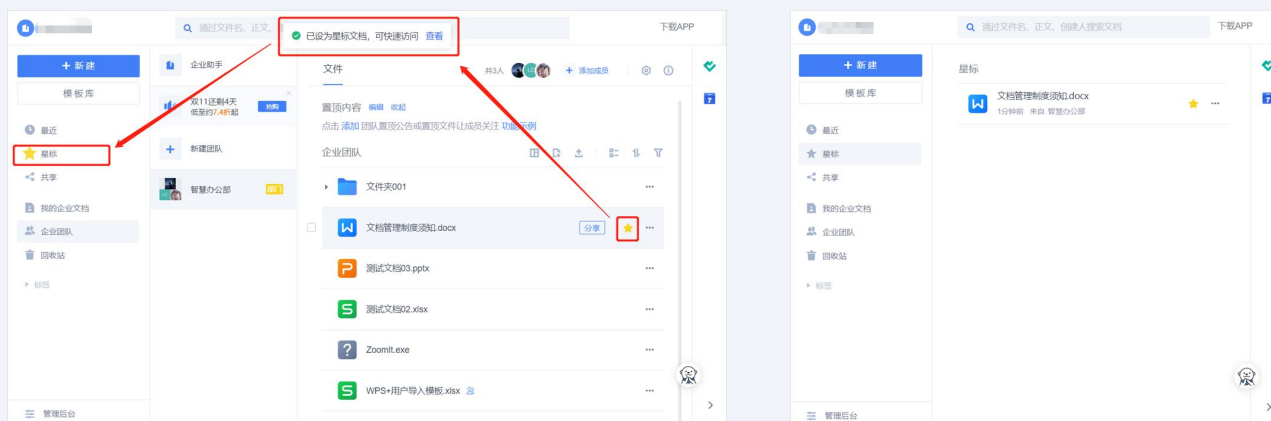 通过文件名、正文、
已设为星标文档，可快速访问 查看
下载APP
+ 新建
模板库
最近
星标
共享
我的企业文档
企业团队
回收站
标签
管理后台
企业助手
双11还剩4天
低至约7.4折起
抢购
+ 新建团队
智慧办公部 部门
文件
共3人
+ 添加成员
置顶内容 编辑 收起
点击 添加 团队置顶公告或置顶文件让成员关注 功能示例
企业团队
文件夹001
文档管理制度须知.docx 分享
测试文档03.pptx
测试文档02.xlsx
ZoomIt.exe
WPS+用户导入模板.xlsx
7
通过文件名、正文、创建人搜索文档
下载APP
+ 新建
模板库
最近
星标
共享
我的企业文档
企业团队
回收站
标签
管理后台
星标
文档管理制度须知.docx
1分钟前 来自 智慧办公部
7